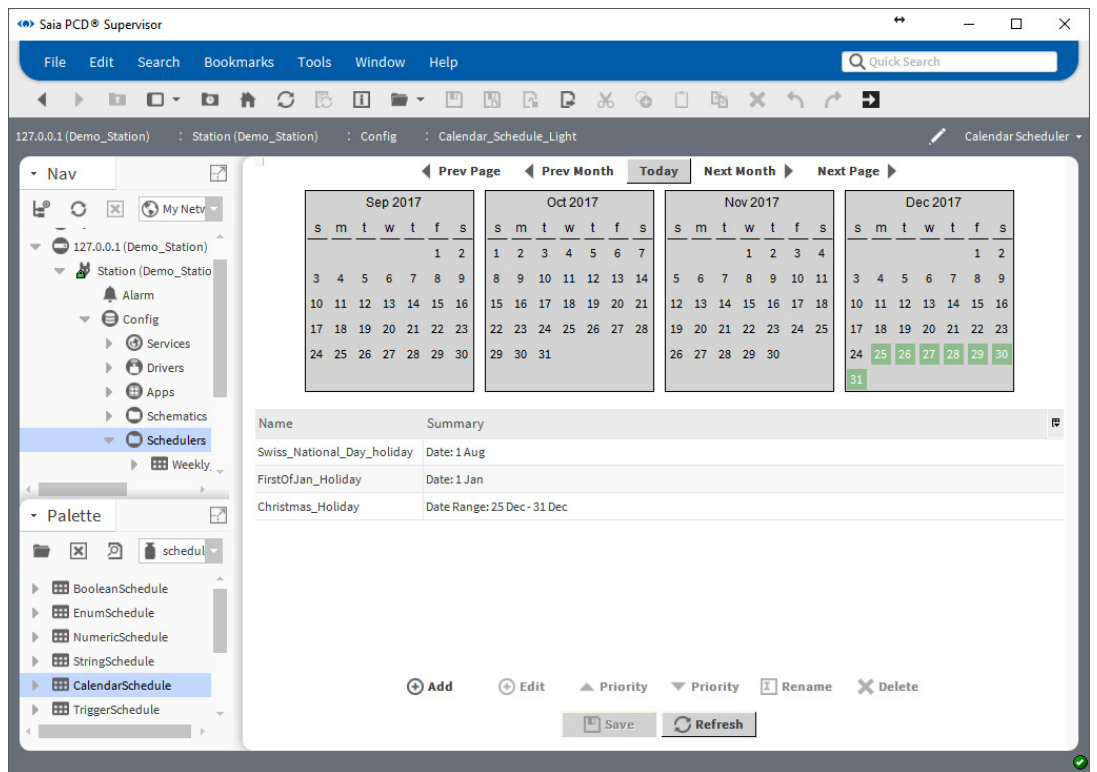 Saia PCD® Supervisor
File Edit Search Bookmarks Tools Window Help
Quick Search
127.0.0.1 (Demo_Station) : Station (Demo_Station) : Config : Calendar_Schedule_Light
Calendar Scheduler
Nav
My Netw
127.0.0.1 (Demo_Station)
Station (Demo_Statio
Alarm
Config
Services
Drivers
Apps
Schematics
Schedulers
Weekly_
Palette
schedul
BooleanSchedule
EnumSchedule
NumericSchedule
StringSchedule
CalendarSchedule
TriggerSchedule
Prev Page Prev Month Today Next Month Next Page
Sep 2017
s m t w t f s
1 2
3 4 5 6 7 8 9
10 11 12 13 14 15 16
17 18 19 20 21 22 23
24 25 26 27 28 29 30
Oct 2017
s m t w t f s
1 2 3 4 5 6 7
8 9 10 11 12 13 14
15 16 17 18 19 20 21
22 23 24 25 26 27 28
29 30 31
Nov 2017
s m t w t f s
1 2 3 4
5 6 7 8 9 10 11
12 13 14 15 16 17 18
19 20 21 22 23 24 25
26 27 28 29 30
Dec 2017
s m t w t f s
1 2
3 4 5 6 7 8 9
10 11 12 13 14 15 16
17 18 19 20 21 22 23
24 25 26 27 28 29 30
31
Name Summary
Swiss_National_Day_holiday Date: 1 Aug
FirstOfJan_Holiday Date: 1 Jan
Christmas_Holiday Date Range: 25 Dec - 31 Dec
Add Edit Priority Priority Rename Delete
Save Refresh